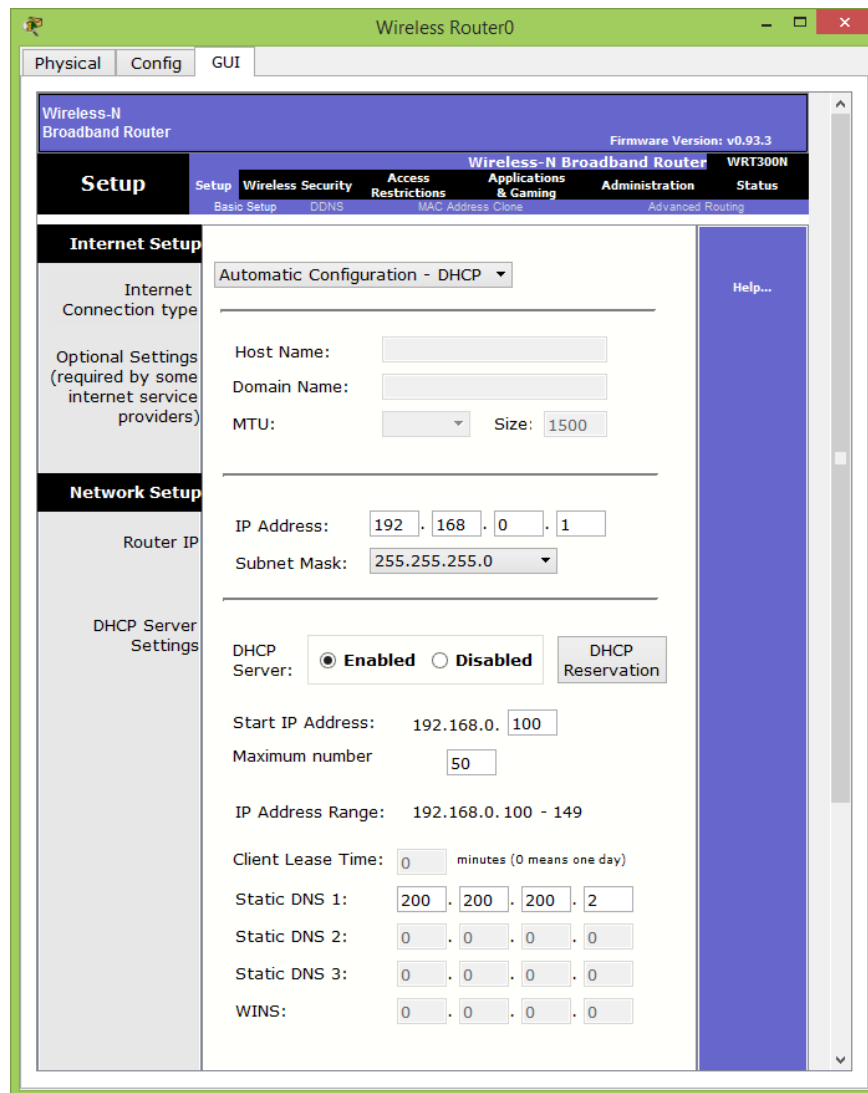 Wireless Router0
Physical Config GUI
Wireless-N
Broadband Router
Firmware Version: v0.93.3
Wireless-N Broadband Router WRT300N
Setup
Setup Wireless Security Access Restrictions Applications & Gaming Administration Status
Basic Setup DDNS MAC Address Clone Advanced Routing
Internet Setup
Internet
Connection type
Automatic Configuration - DHCP
Help...
Optional Settings
(required by some
internet service
providers)
Host Name:
Domain Name:
MTU: Size: 1500
Network Setup
Router IP
IP Address: 192 . 168 . 0 . 1
Subnet Mask: 255.255.255.0
DHCP Server
Settings
DHCP
Server: Enabled Disabled
DHCP
Reservation
Start IP Address: 192.168.0. 100
Maximum number 50
IP Address Range: 192.168.0.100 - 149
Client Lease Time: 0 minutes (0 means one day)
Static DNS 1: 200 . 200 . 200 . 2
Static DNS 2: 0 . 0 . 0 . 0
Static DNS 3: 0 . 0 . 0 . 0
WINS: 0 . 0 . 0 . 0